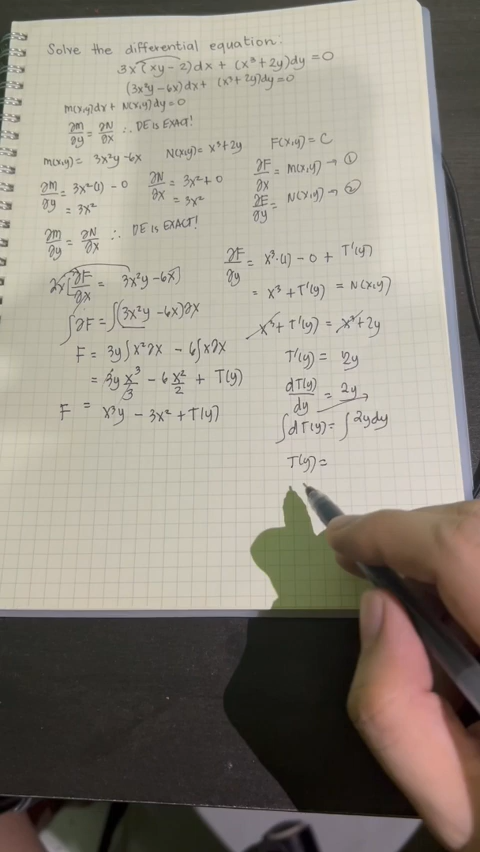 Solve the differential equation:
3x(xy-2)dx + (x³+2y)dy = 0
(3x²y-6x)dx + (x³+2y)dy = 0
M(x,y)dx + N(x,y)dy = 0
∂M/∂y = ∂N/∂x ∴ DE IS EXACT!
M(x,y) = 3x²y-6x N(x,y) = x³+2y F(x,y) = C
∂M/∂y = 3x²(1) - 0 ∂N/∂x = 3x²+0 ∂F/∂x = M(x,y) → ①
= 3x² = 3x² ∂F/∂y = N(x,y) → ②
∂M/∂y = ∂N/∂x ∴ DE IS EXACT!
∂x[∂F/∂x = 3x²y-6x]
∫∂F = ∫(3x²y-6x)∂x
F = 3y∫x²∂x - 6∫x∂x
= 3y x³/3 - 6 x²/2 + T(y)
F = x³y - 3x² + T(y)
∂F/∂y = x³(1) - 0 + T'(y)
= x³ + T'(y) = N(x,y)
x³ + T'(y) = x³ + 2y
T'(y) = 2y
dT(y)/dy = 2y
∫dT(y) = ∫2ydy
T(y) =